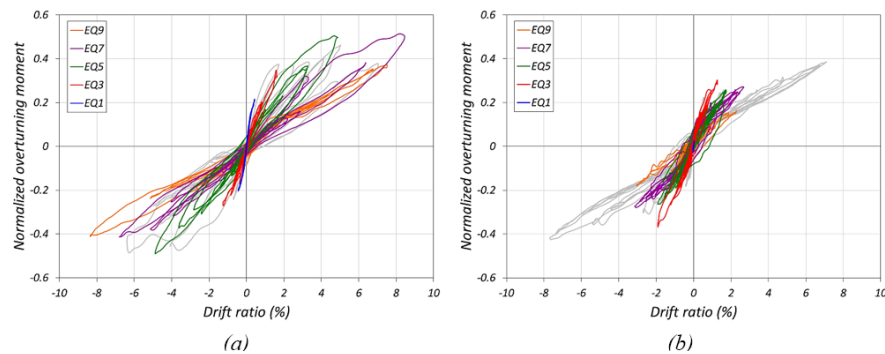 0.6
0.4
0.2
0
-0.2
-0.4
-0.6
Normalized overturning moment
EQ9
EQ7
EQ5
EQ3
EQ1
-10 -8 -6 -4 -2 0 2 4 6 8 10
Drift ratio (%)
(a)
0.6
0.4
0.2
0
-0.2
-0.4
-0.6
Normalized overturning moment
EQ9
EQ7
EQ5
EQ3
EQ1
-10 -8 -6 -4 -2 0 2 4 6 8 10
Drift ratio (%)
(b)